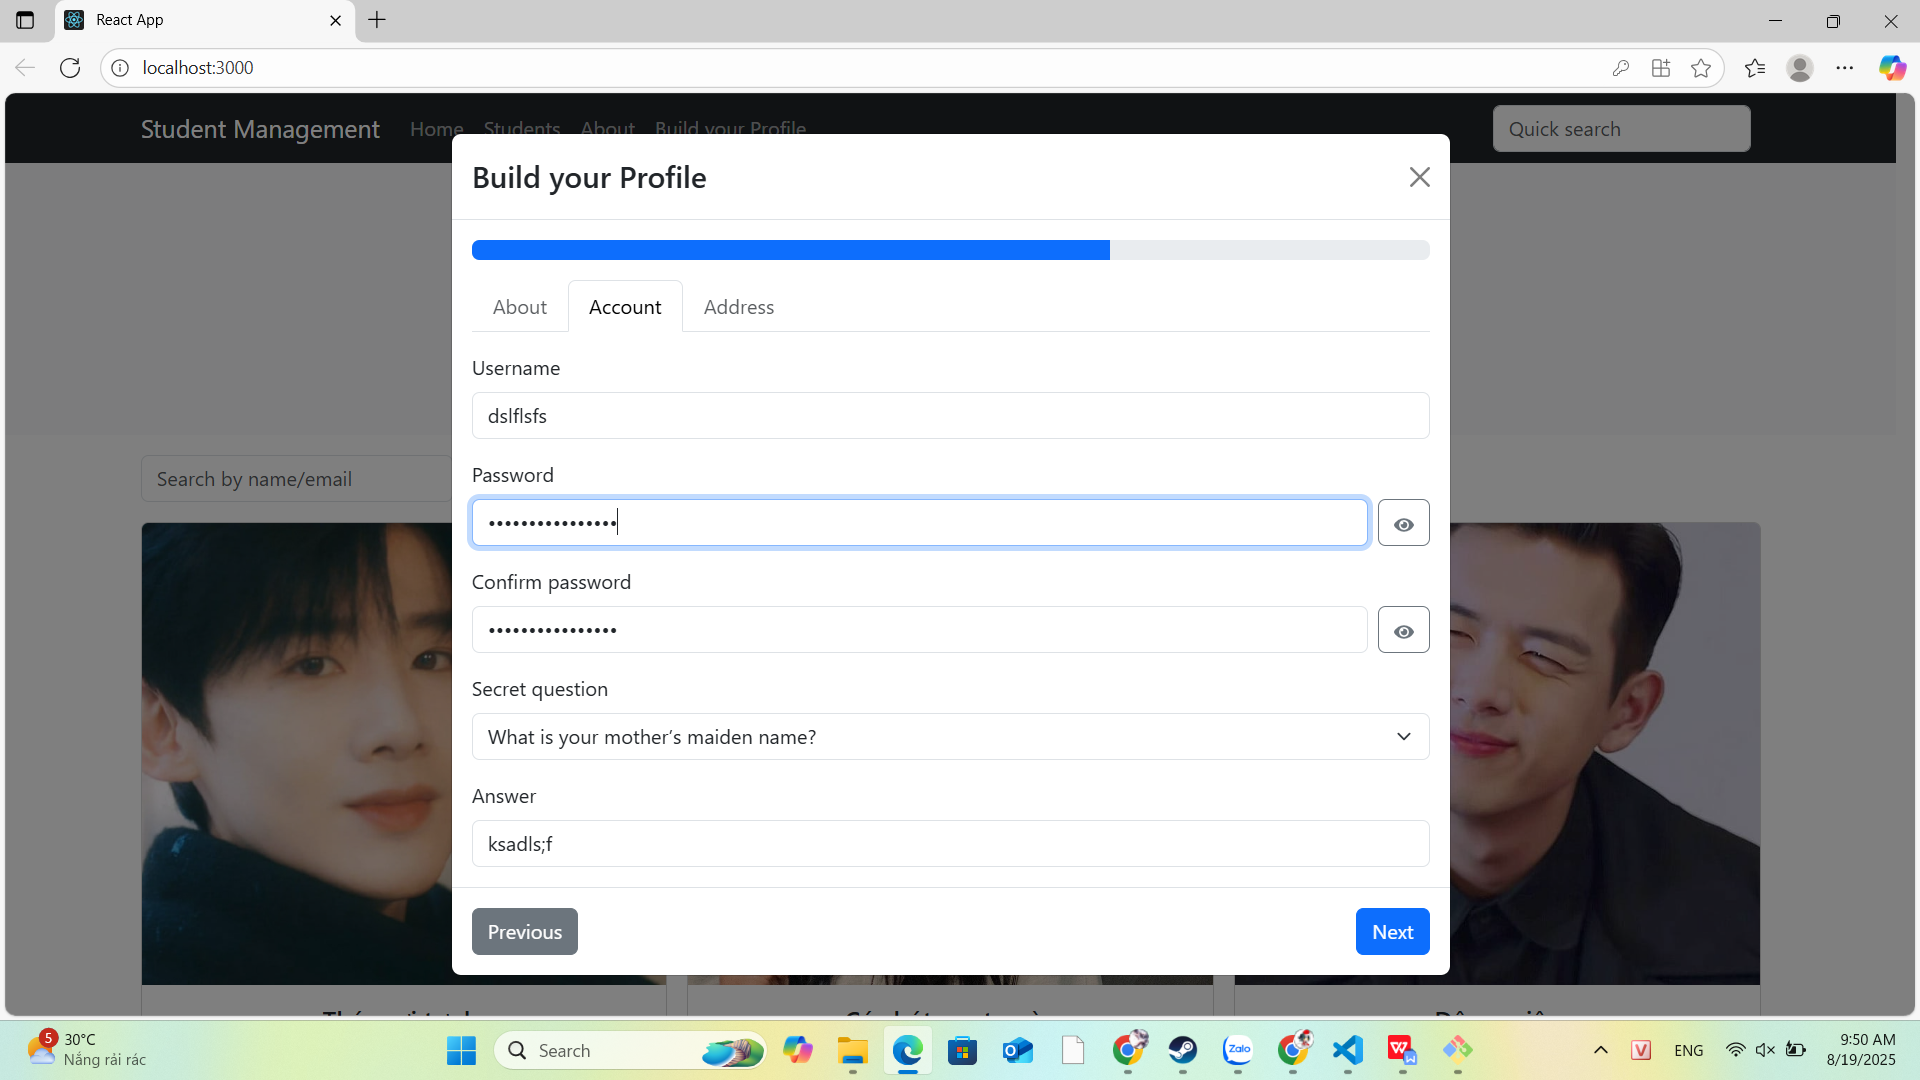 React App
localhost:3000
Student Management Home Students About Build your Profile Quick search
Build your Profile
About Account Address
Username
dslflsfs
Password
••••••••••••••••
Confirm password
••••••••••••••••
Secret question
What is your mother's maiden name?
Answer
ksadls;f
Previous Next
Search by name/email
5 30°C
Nắng rải rác
Search
Zalo
W
V ENG
9:50 AM
8/19/2025